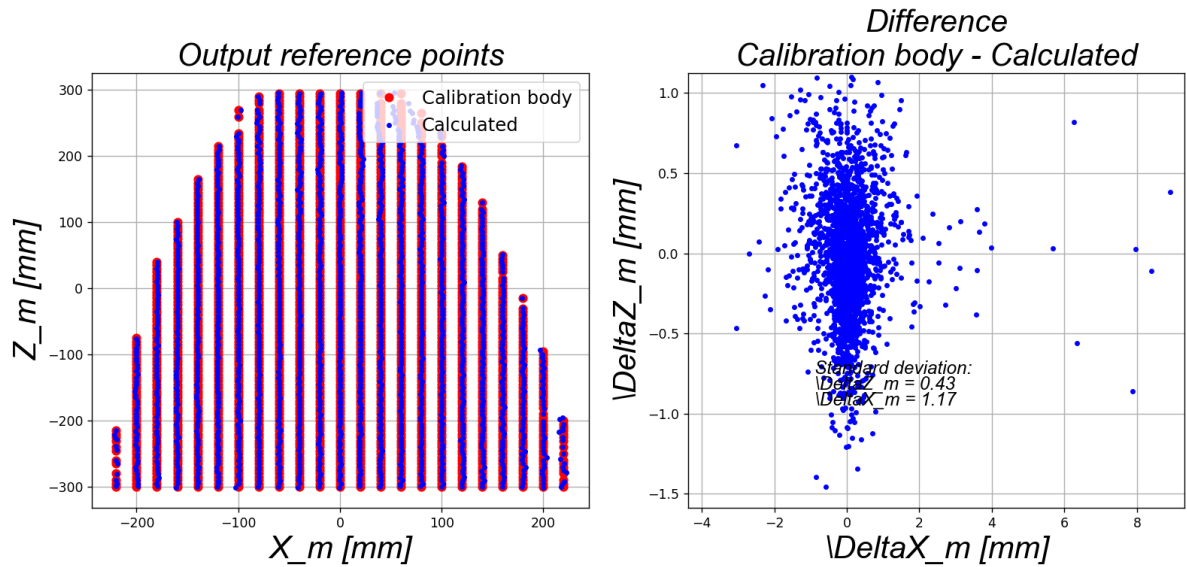 Output reference points
Calibration body
Calculated
300
200
100
0
−100
−200
−300
−200
−100
0
100
200
Z_m [mm]
X_m [mm]
Difference
Calibration body - Calculated
1.0
0.5
0.0
−0.5
−1.0
−1.5
−4
−2
0
2
4
6
8
\DeltaZ_m [mm]
Standard deviation:
\DeltaZ_m = 0.43
\DeltaX_m = 1.17
\DeltaX_m [mm]